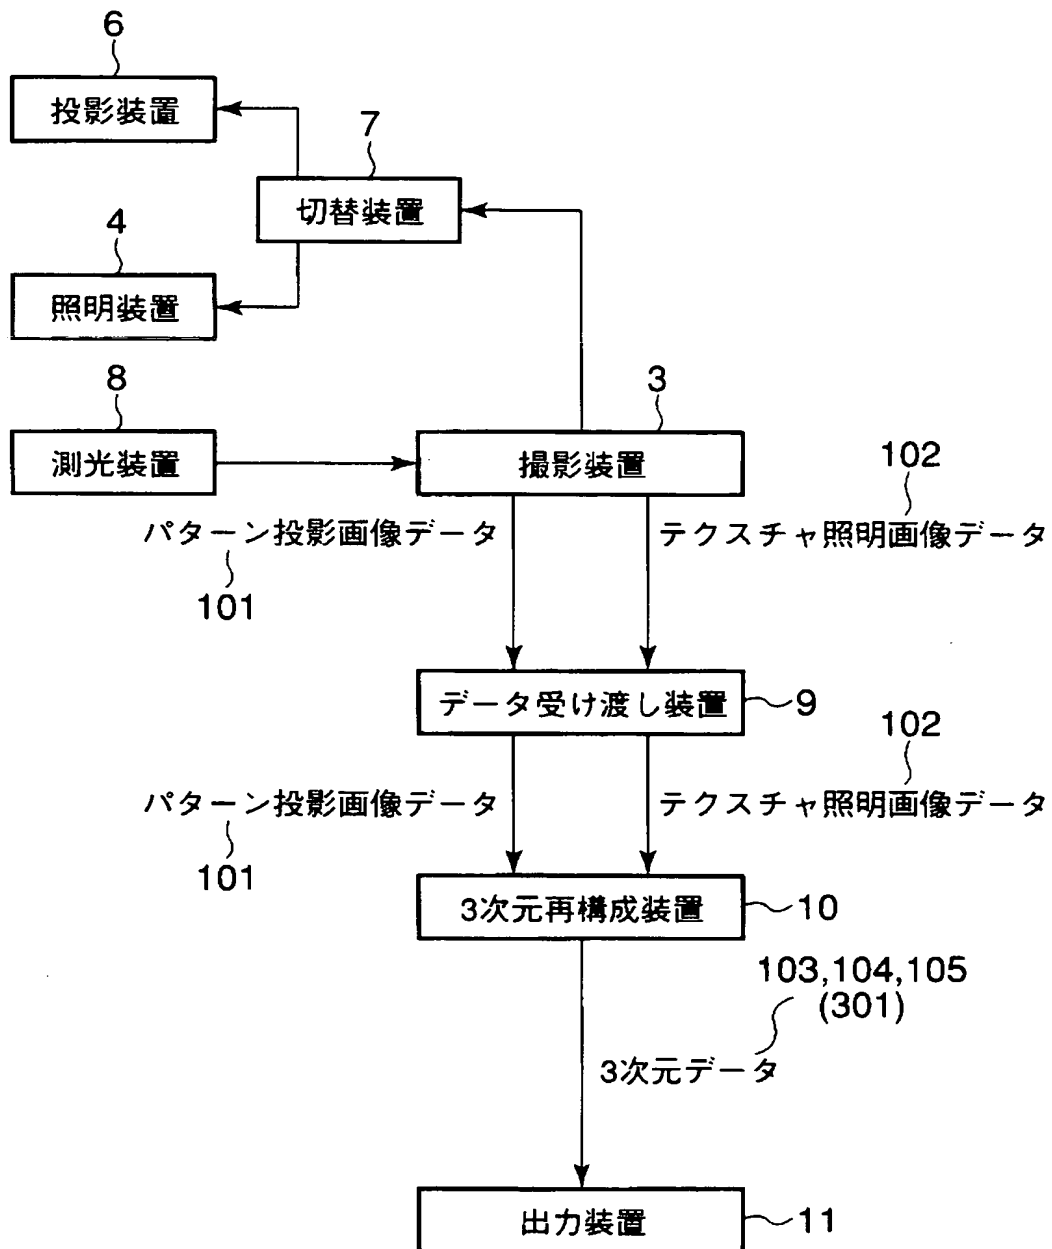 6
投影装置
7
切替装置
4
照明装置
8
測光装置
3
撮影装置
102
パターン投影画像データ
テクスチャ照明画像データ
101
データ受け渡し装置
9
102
パターン投影画像データ
テクスチャ照明画像データ
101
3次元再構成装置
10
103,104,105
(301)
3次元データ
出力装置
11